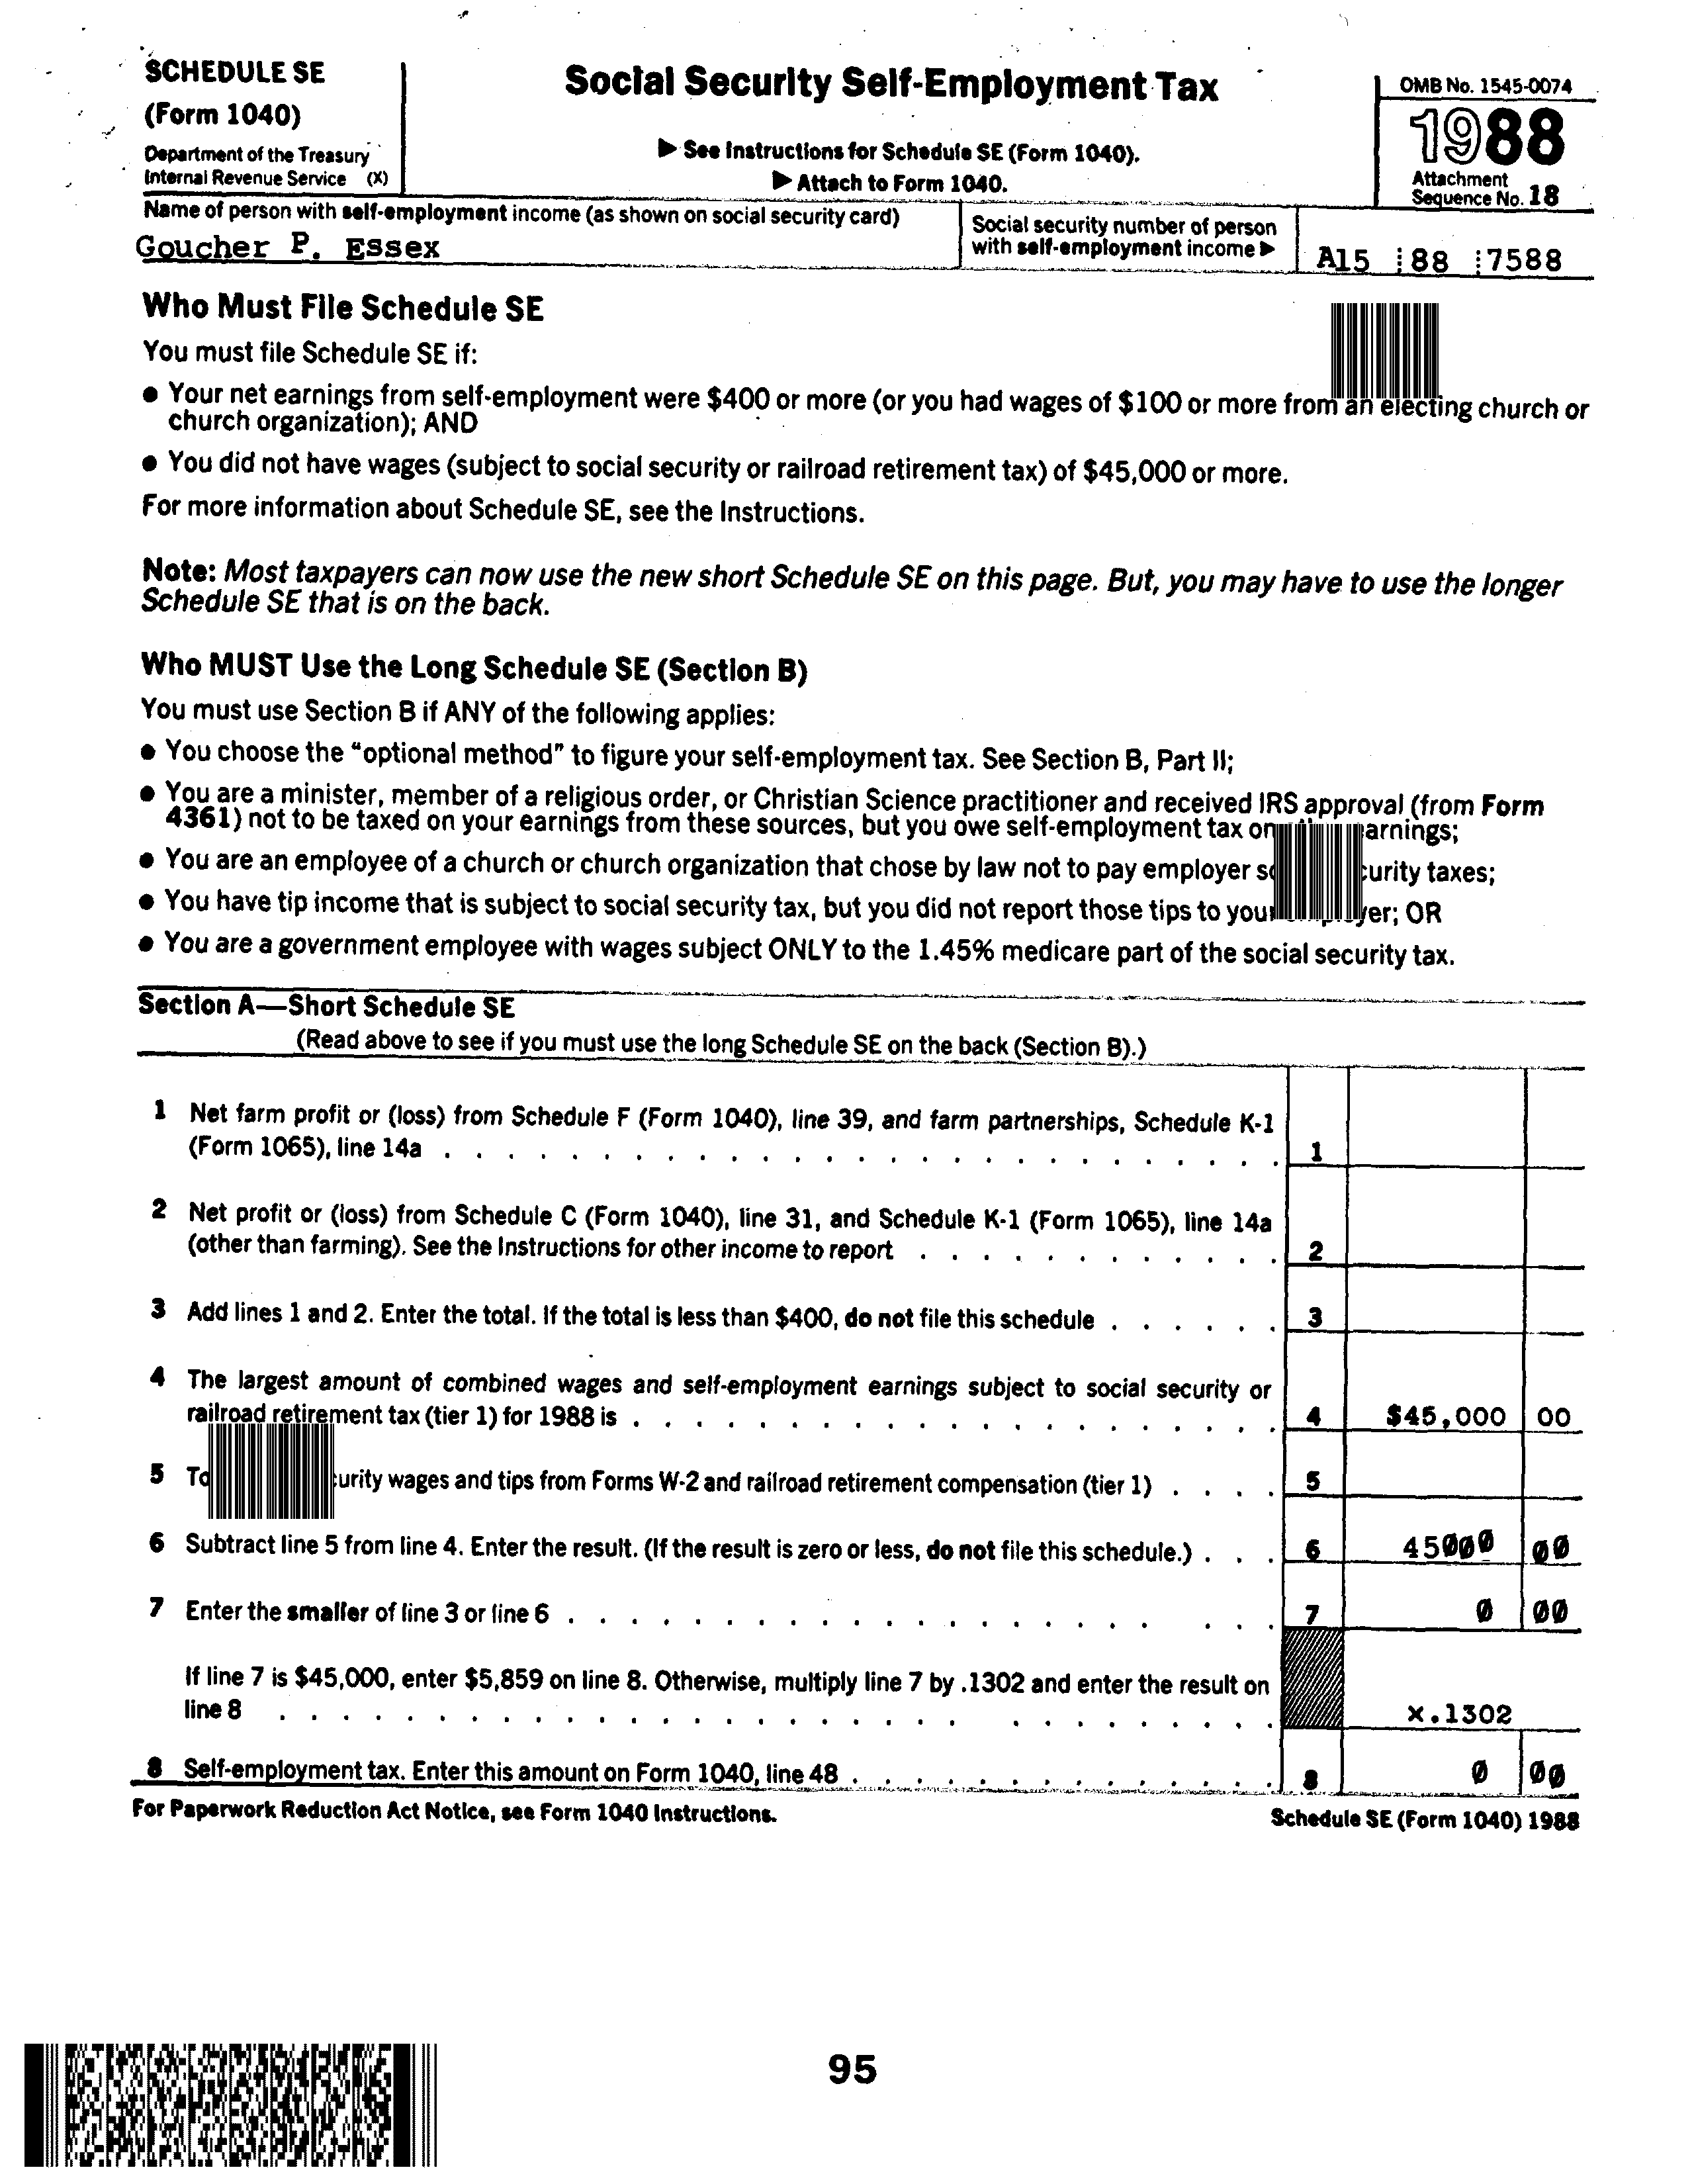 SCHEDULE SE
(Form 1040)
Department of the Treasury
Internal Revenue Service (X)
Social Security Self-Employment Tax
▶ See Instructions for Schedule SE (Form 1040).
▶ Attach to Form 1040.
OMB No. 1545-0074
1988
Attachment
Sequence No. 18
Name of person with self-employment income (as shown on social security card)
Goucher P. Essex
Social security number of person
with self-employment income ▶
A15 88 7588
Who Must File Schedule SE
You must file Schedule SE if:
● Your net earnings from self-employment were $400 or more (or you had wages of $100 or more from an electing church or
church organization); AND
● You did not have wages (subject to social security or railroad retirement tax) of $45,000 or more.
For more information about Schedule SE, see the Instructions.
Note: Most taxpayers can now use the new short Schedule SE on this page. But, you may have to use the longer
Schedule SE that is on the back.
Who MUST Use the Long Schedule SE (Section B)
You must use Section B if ANY of the following applies:
● You choose the "optional method" to figure your self-employment tax. See Section B, Part II;
● You are a minister, member of a religious order, or Christian Science practitioner and received IRS approval (from Form
4361) not to be taxed on your earnings from these sources, but you owe self-employment tax on arnings;
● You are an employee of a church or church organization that chose by law not to pay employer curity taxes;
● You have tip income that is subject to social security tax, but you did not report those tips to your yer; OR
● You are a government employee with wages subject ONLY to the 1.45% medicare part of the social security tax.
Section A—Short Schedule SE
(Read above to see if you must use the long Schedule SE on the back (Section B).)
1 Net farm profit or (loss) from Schedule F (Form 1040), line 39, and farm partnerships, Schedule K-1
(Form 1065), line 14a . . . . . . . . . . . . . . . . . . . . . . . . . . . 1
2 Net profit or (loss) from Schedule C (Form 1040), line 31, and Schedule K-1 (Form 1065), line 14a
(other than farming). See the Instructions for other income to report . . . . . . . . . . . . 2
3 Add lines 1 and 2. Enter the total. If the total is less than $400, do not file this schedule . . . . . . 3
4 The largest amount of combined wages and self-employment earnings subject to social security or
railroad retirement tax (tier 1) for 1988 is . . . . . . . . . . . . . . . . . . . . . 4 $45,000 00
5 curity wages and tips from Forms W-2 and railroad retirement compensation (tier 1) . . . . 5
6 Subtract line 5 from line 4. Enter the result. (If the result is zero or less, do not file this schedule.) . . . 6 45000 00
7 Enter the smaller of line 3 or line 6 . . . . . . . . . . . . . . . . . . . . . . 7 0 00
If line 7 is $45,000, enter $5,859 on line 8. Otherwise, multiply line 7 by .1302 and enter the result on
line 8 . . . . . . . . . . . . . . . . . . . . . . . . . . . . . . x.1302
8 Self-employment tax. Enter this amount on Form 1040, line 48 . . . . . . . . . . . . . . 8 0 00
For Paperwork Reduction Act Notice, see Form 1040 Instructions.
Schedule SE (Form 1040) 1988
95